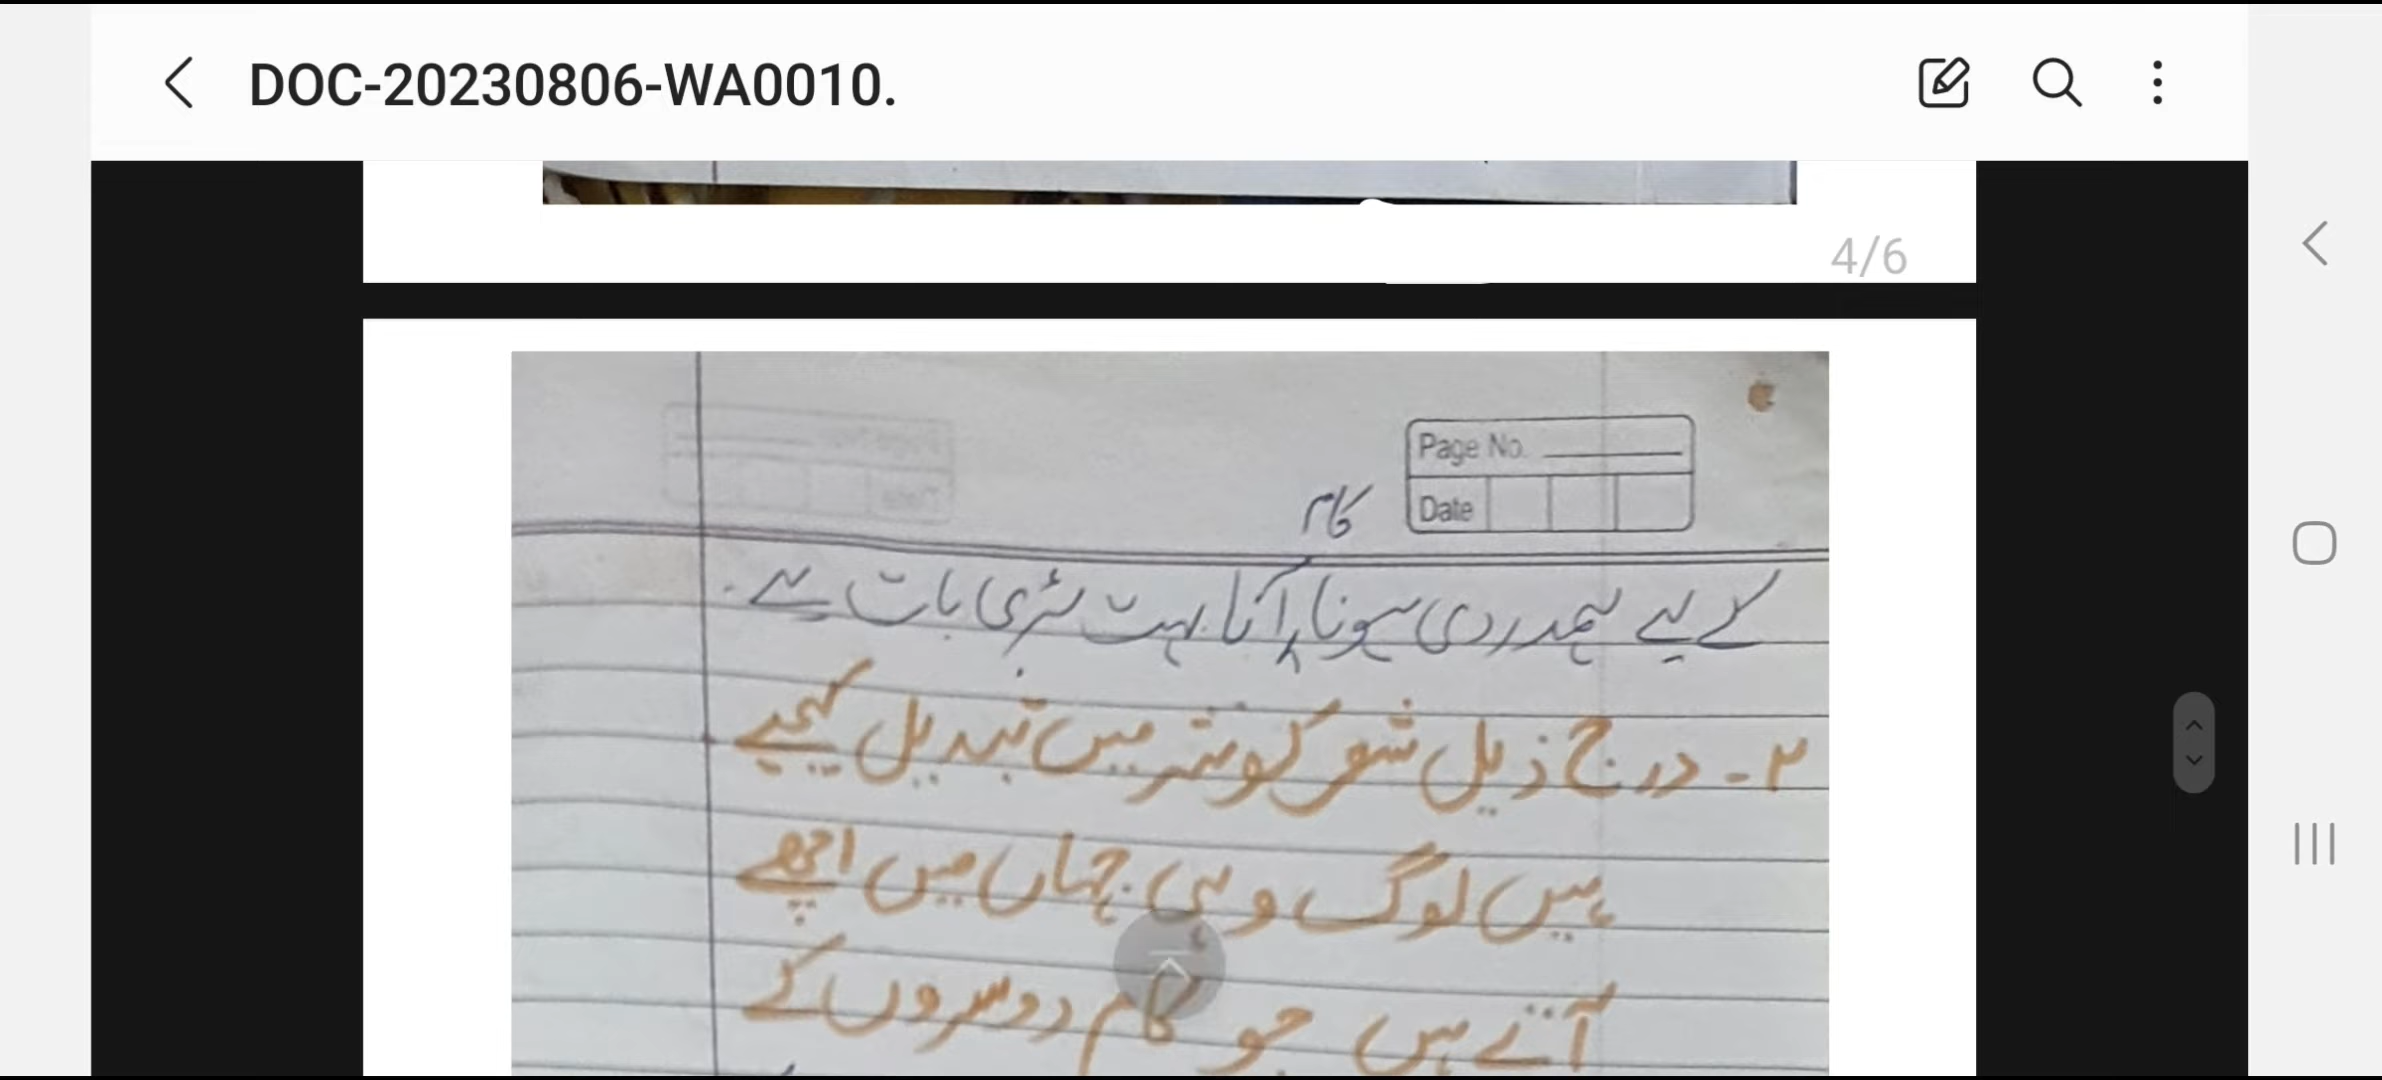 DOC-20230806-WA0010.
4/6
Page No.
Date
کام
کے لیے ہمدردی ہونا، آنا بہت بڑی بات ہے۔
۲۔ درج ذیل شعر کو نثر میں تبدیل کیجیے
ہیں لوگ وہی جہاں میں اچھے
آتے ہیں جو کام دوسروں کے